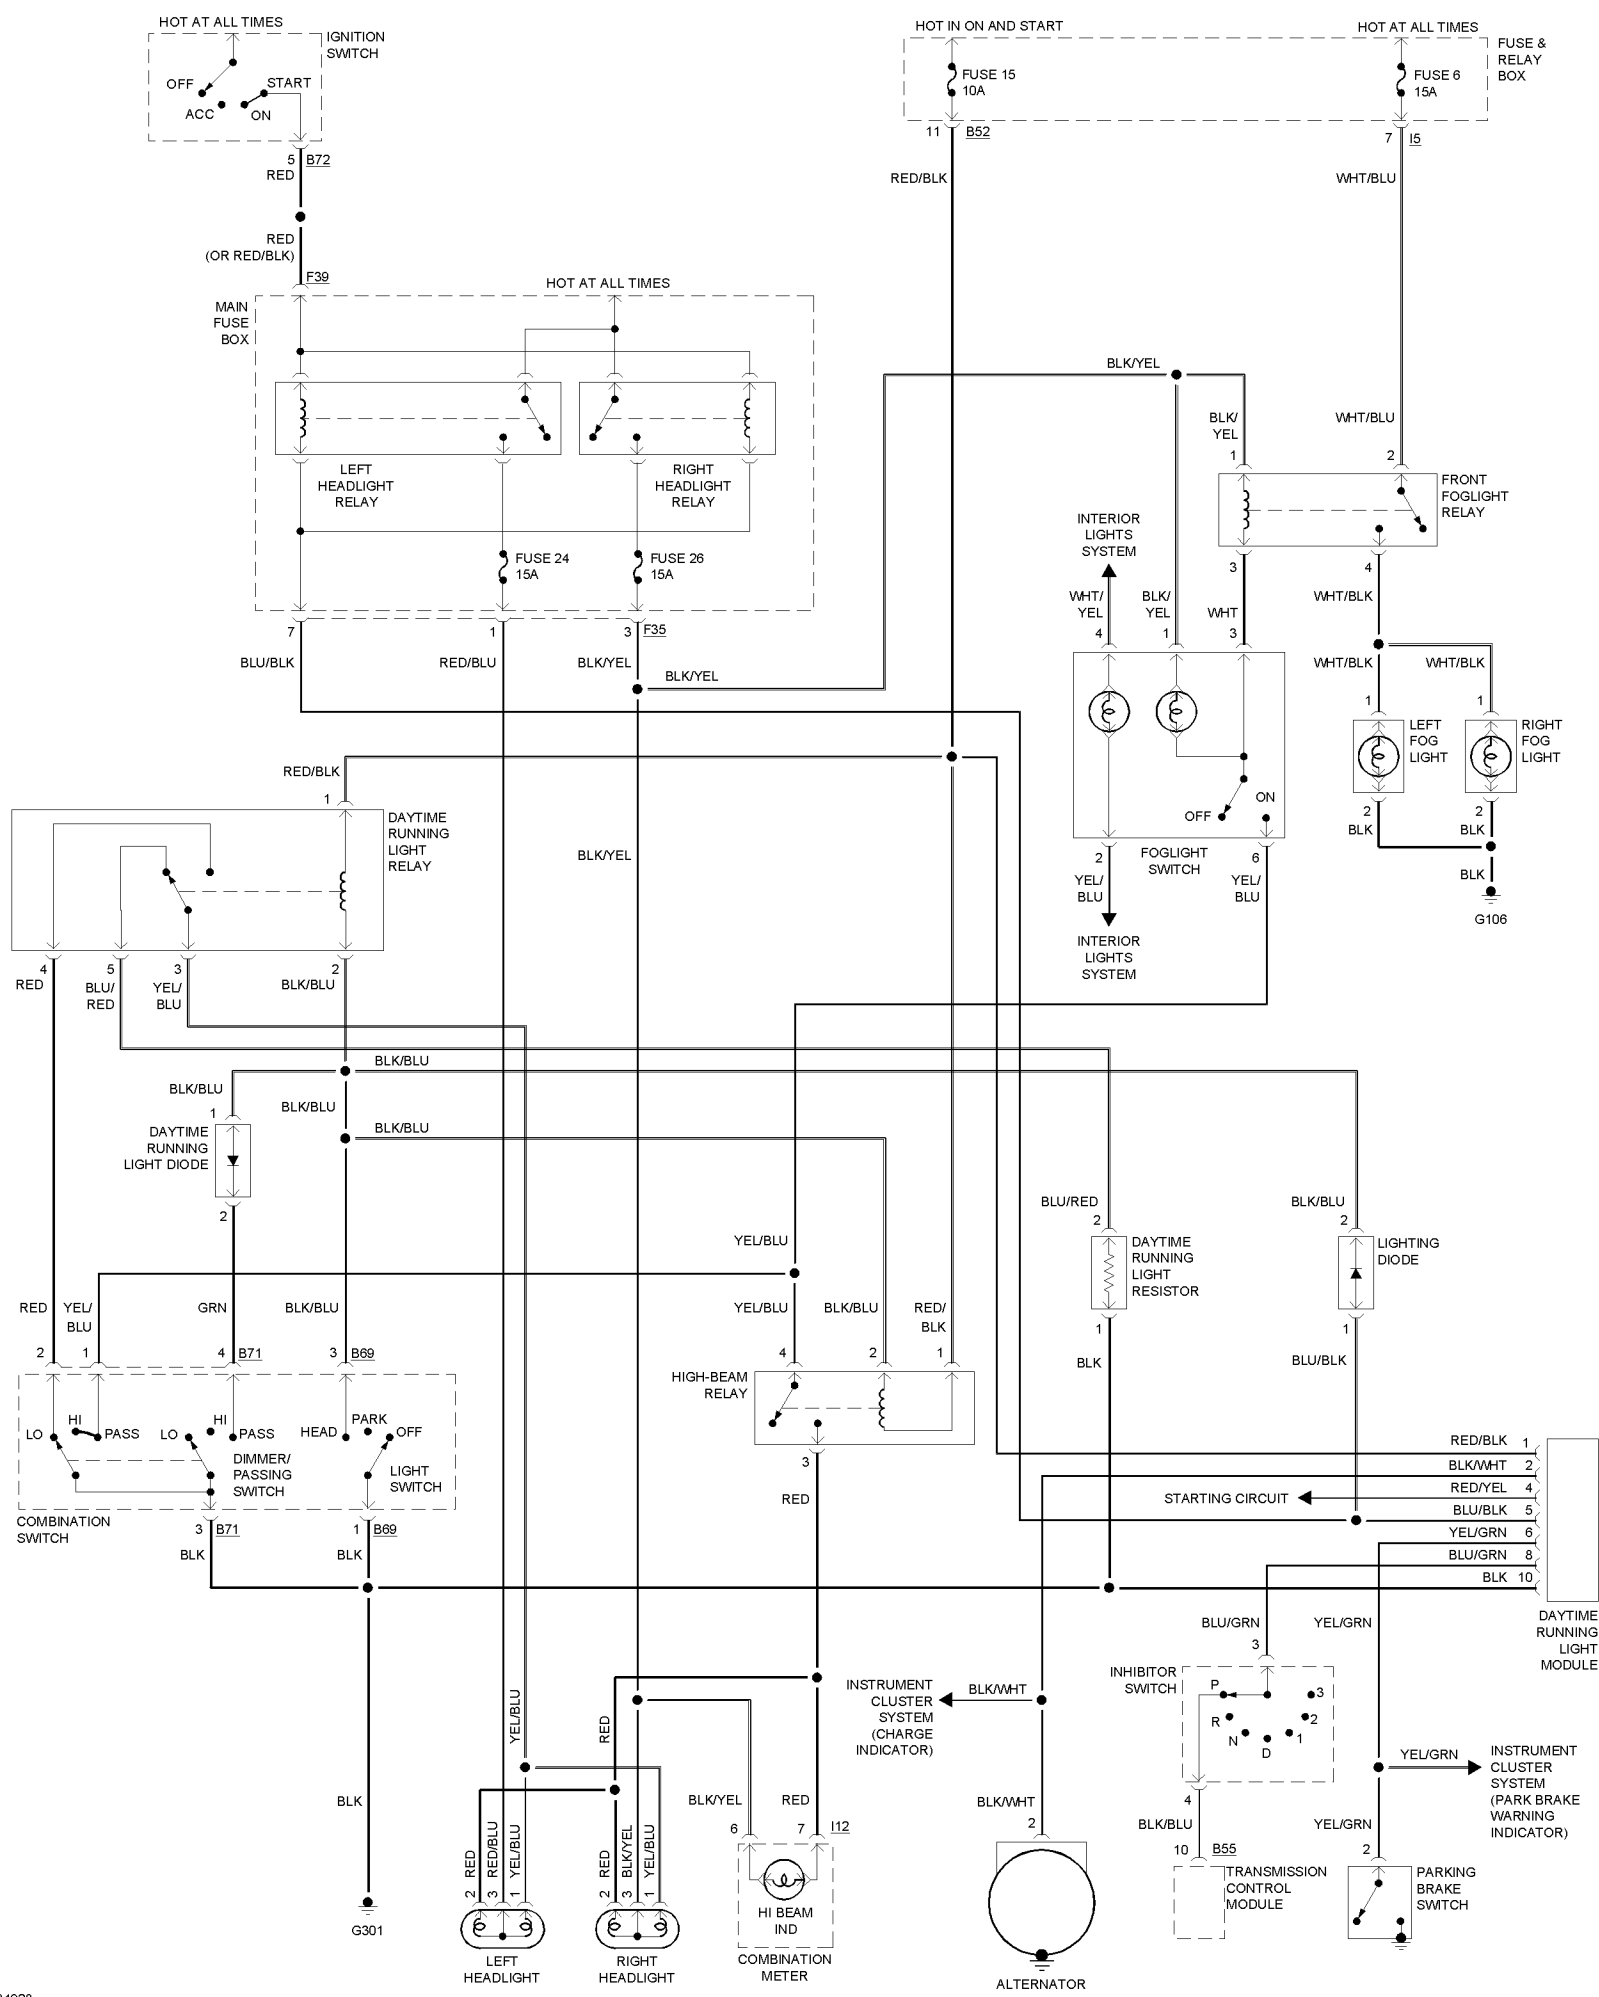 HOT AT ALL TIMES
IGNITION
SWITCH
OFF
START
ACC
ON
5 B72
RED
RED
(OR RED/BLK)
F39
HOT AT ALL TIMES
MAIN
FUSE
BOX
LEFT
HEADLIGHT
RELAY
RIGHT
HEADLIGHT
RELAY
FUSE 24
15A
FUSE 26
15A
7
1
3 F35
BLU/BLK
RED/BLU
BLK/YEL
BLK/YEL
HOT IN ON AND START
HOT AT ALL TIMES
FUSE &
RELAY
BOX
FUSE 15
10A
FUSE 6
15A
11 B52
7 I5
RED/BLK
WHT/BLU
BLK/YEL
BLK/
YEL
WHT/BLU
1
2
FRONT
FOGLIGHT
RELAY
INTERIOR
LIGHTS
SYSTEM
3
4
WHT/
YEL
BLK/
YEL
WHT
WHT/BLK
4
1
3
WHT/BLK
WHT/BLK
1
1
LEFT
FOG
LIGHT
RIGHT
FOG
LIGHT
ON
OFF
2
2
BLK
BLK
BLK
G106
2
FOGLIGHT
SWITCH
6
YEL/
BLU
YEL/
BLU
INTERIOR
LIGHTS
SYSTEM
RED/BLK
1
DAYTIME
RUNNING
LIGHT
RELAY
BLK/YEL
4
5
3
2
RED
BLU/
RED
YEL/
BLU
BLK/BLU
BLK/BLU
BLK/BLU
BLK/BLU
BLK/BLU
1
DAYTIME
RUNNING
LIGHT DIODE
2
BLU/RED
2
DAYTIME
RUNNING
LIGHT
RESISTOR
1
BLK
BLK/BLU
2
LIGHTING
DIODE
1
BLU/BLK
YEL/BLU
RED
YEL/
BLU
GRN
BLK/BLU
YEL/BLU
BLK/BLU
RED/
BLK
2
1
4 B71
3 B69
4
2
1
HIGH-BEAM
RELAY
LO
HI
PASS
LO
HI
PASS
HEAD
PARK
OFF
DIMMER/
PASSING
SWITCH
LIGHT
SWITCH
COMBINATION
SWITCH
3 B71
1 B69
BLK
BLK
3
RED
RED/BLK 1
BLK/WHT 2
STARTING CIRCUIT
RED/YEL 4
BLU/BLK 5
YEL/GRN 6
BLU/GRN 8
BLK 10
DAYTIME
RUNNING
LIGHT
MODULE
BLU/GRN
YEL/GRN
3
INHIBITOR
SWITCH
P
R
N
D
1
2
3
INSTRUMENT
CLUSTER
SYSTEM
(CHARGE
INDICATOR)
BLK/WHT
YEL/GRN
INSTRUMENT
CLUSTER
SYSTEM
(PARK BRAKE
WARNING
INDICATOR)
YEL/BLU
RED
BLK
BLK/YEL
RED
BLK/WHT
4
BLK/BLU
YEL/GRN
6
7 I12
2
10 B55
2
RED
RED/BLU
YEL/BLU
RED
BLK/YEL
YEL/BLU
2
3
1
2
3
1
HI BEAM
IND
TRANSMISSION
CONTROL
MODULE
PARKING
BRAKE
SWITCH
G301
LEFT
HEADLIGHT
RIGHT
HEADLIGHT
COMBINATION
METER
ALTERNATOR